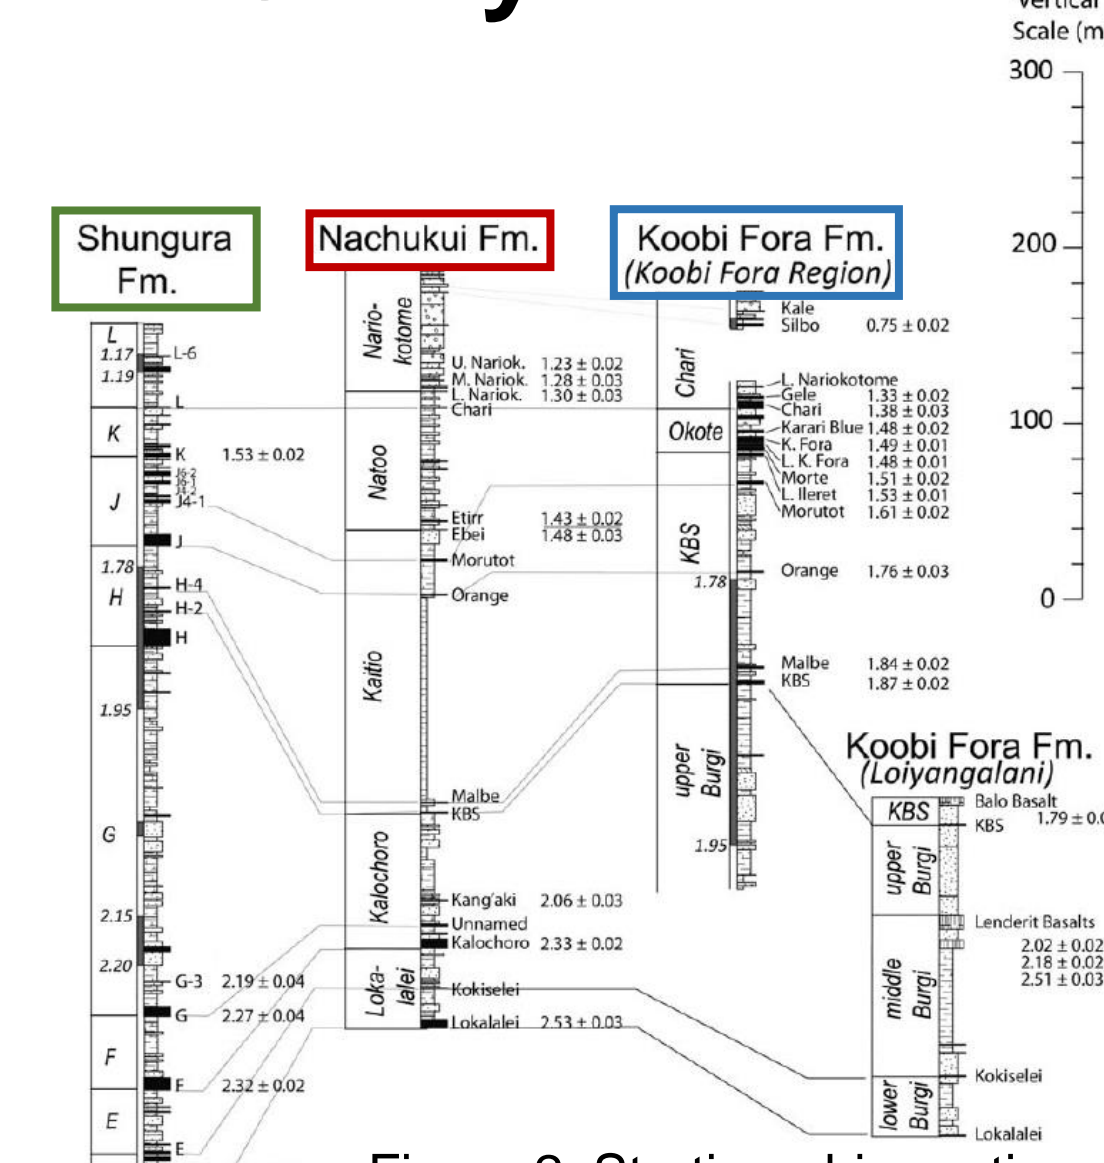 Vertical
Scale (m
300
200
100
0
Shungura
Fm.
L
1.17
L-6
1.19
L
K
K 1.53 ± 0.02
J6-2
J6-1
J4-2
J
J4-1
J
1.78
H-4
H
H-2
H
1.95
G
2.15
2.20
G-3 2.19 ± 0.04
G 2.27 ± 0.04
F
F 2.32 ± 0.02
E
E
Nachukui Fm.
Nario-
kotome
U. Nariok. 1.23 ± 0.02
M. Nariok. 1.28 ± 0.03
L. Nariok. 1.30 ± 0.03
Chari
Natoo
Etirr 1.43 ± 0.02
Ebei 1.48 ± 0.03
Morutot
Orange
Kaitio
Malbe
KBS
Kalochoro
Kang'aki 2.06 ± 0.03
Unnamed
Kalochoro 2.33 ± 0.02
Loka-
lalei
Kokiselei
Lokalalei 2.53 ± 0.03
Koobi Fora Fm.
(Koobi Fora Region)
Kale
Silbo 0.75 ± 0.02
Chari
L. Nariokotome
Gele 1.33 ± 0.02
Chari 1.38 ± 0.03
Okote
Karari Blue 1.48 ± 0.02
K. Fora 1.49 ± 0.01
L. K. Fora 1.48 ± 0.01
Morte 1.51 ± 0.02
L. Ileret 1.53 ± 0.01
Morutot 1.61 ± 0.02
KBS
Orange 1.76 ± 0.03
1.78
Malbe 1.84 ± 0.02
KBS 1.87 ± 0.02
upper
Burgi
1.95
Koobi Fora Fm.
(Loiyangalani)
KBS
Balo Basalt
1.79 ± 0.0
KBS
upper
Burgi
Lenderit Basalts
2.02 ± 0.02
2.18 ± 0.02
2.51 ± 0.03
middle
Burgi
Kokiselei
lower
Burgi
Lokalalei